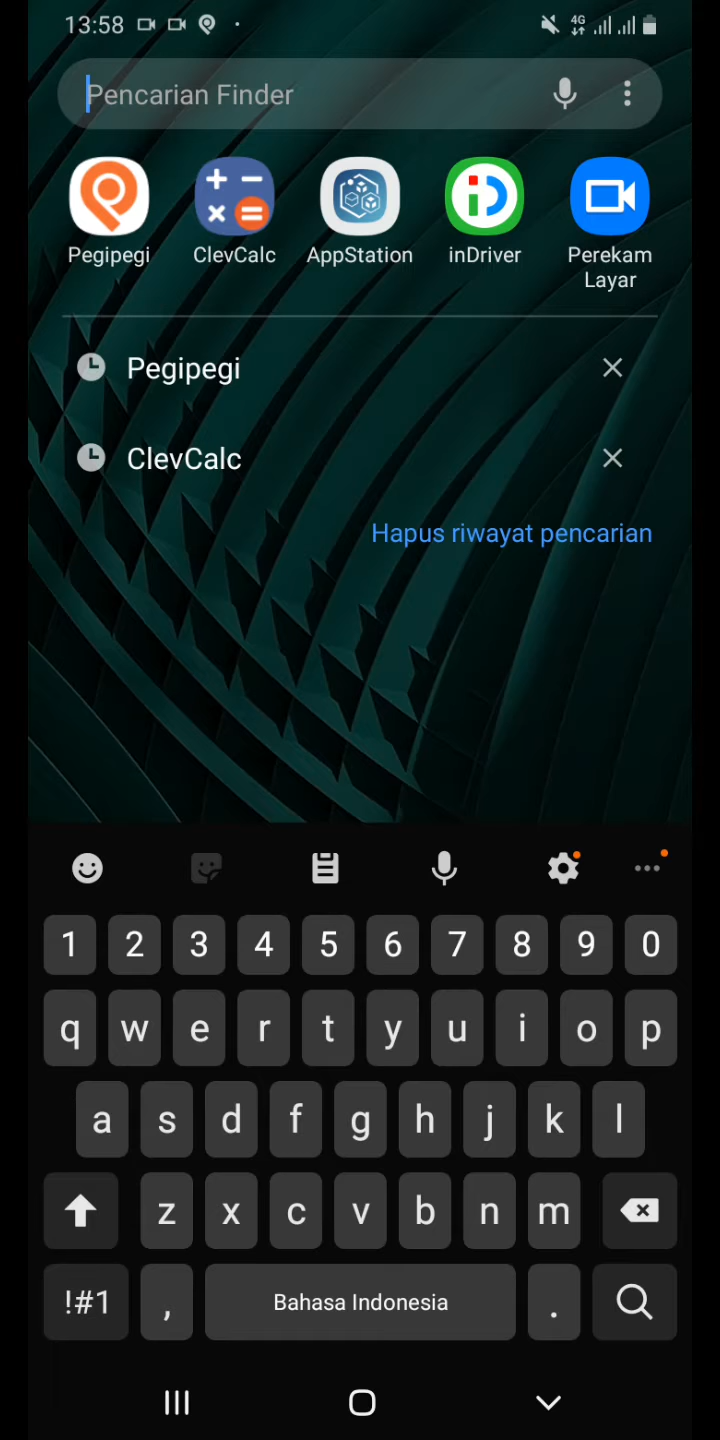 13:58
4G
Pencarian Finder
Pegipegi
ClevCalc
AppStation
inDriver
Perekam
Layar
Pegipegi
ClevCalc
Hapus riwayat pencarian
1 2 3 4 5 6 7 8 9 0
q w e r t y u i o p
a s d f g h j k l
z x c v b n m
!#1 , Bahasa Indonesia .